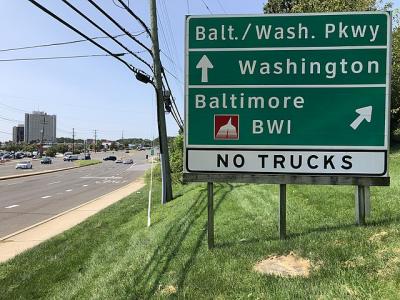 Balt./Wash. Pkwy
Washington
Baltimore
BWI
NO TRUCKS